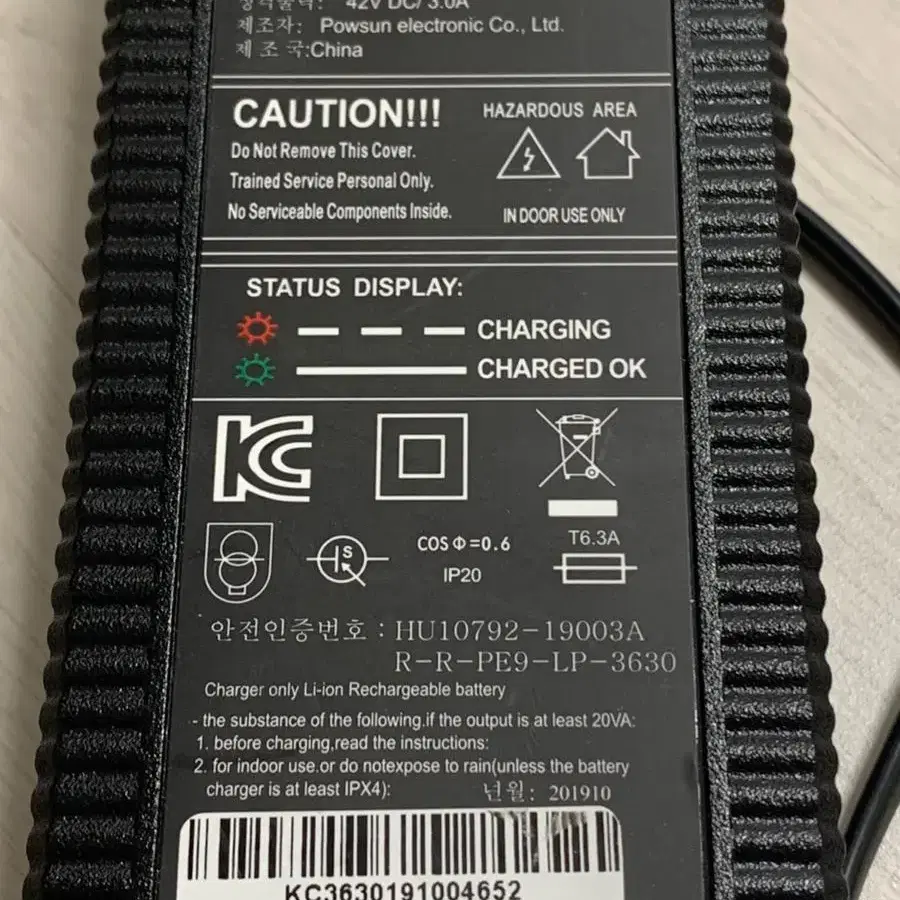 정격출력: 42V DC/ 3.0A
제조자: Powsun electronic Co., Ltd.
제 조 국:China
CAUTION!!!
Do Not Remove This Cover.
Trained Service Personal Only.
No Serviceable Components Inside.
HAZARDOUS AREA
IN DOOR USE ONLY
STATUS DISPLAY:
CHARGING
CHARGED OK
KC
S
COS Φ=0.6
IP20
T6.3A
안전인증번호 : HU10792-19003A
R-R-PE9-LP-3630
Charger only Li-ion Rechargeable battery
- the substance of the following.if the output is at least 20VA:
1. before charging,read the instructions:
2. for indoor use.or do notexpose to rain(unless the battery
charger is at least IPX4):
년월: 201910
KC3630191004652